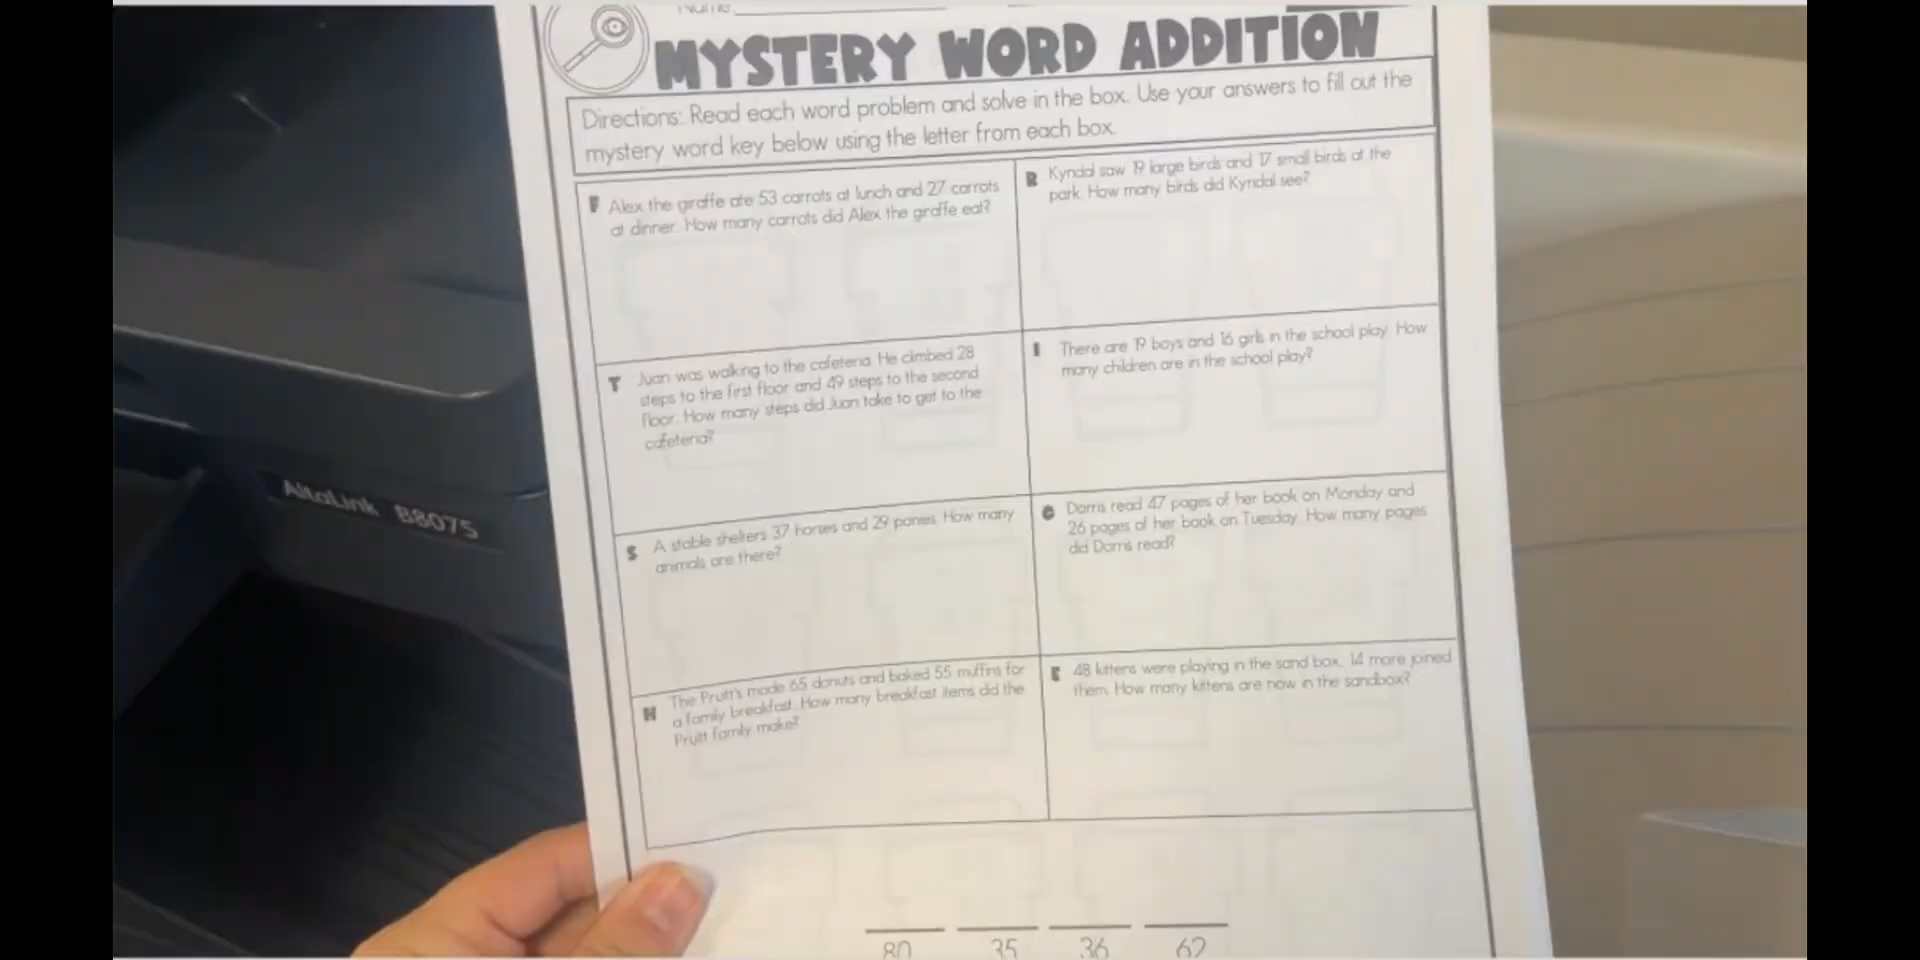 Name
MYSTERY WORD ADDITION
Directions: Read each word problem and solve in the box. Use your answers to fill out the
mystery word key below using the letter from each box.
F Alex the giraffe ate 53 carrots at lunch and 27 carrots
at dinner. How many carrots did Alex the giraffe eat?
R Kyndal saw 19 large birds and 17 small birds at the
park. How many birds did Kyndal see?
T Juan was walking to the cafeteria. He climbed 28
steps to the first floor and 49 steps to the second
floor. How many steps did Juan take to get to the
cafeteria?
I There are 19 boys and 16 girls in the school play. How
many children are in the school play?
S A stable shelters 37 horses and 29 ponies. How many
animals are there?
C Dorris read 47 pages of her book on Monday and
26 pages of her book on Tuesday. How many pages
did Dorris read?
H The Pruitt's made 65 donuts and baked 55 muffins for
a family breakfast. How many breakfast items did the
Pruitt family make?
E 48 kittens were playing in the sand box. 14 more joined
them. How many kittens are now in the sandbox?
80 35 36 62
AltaLink B8075